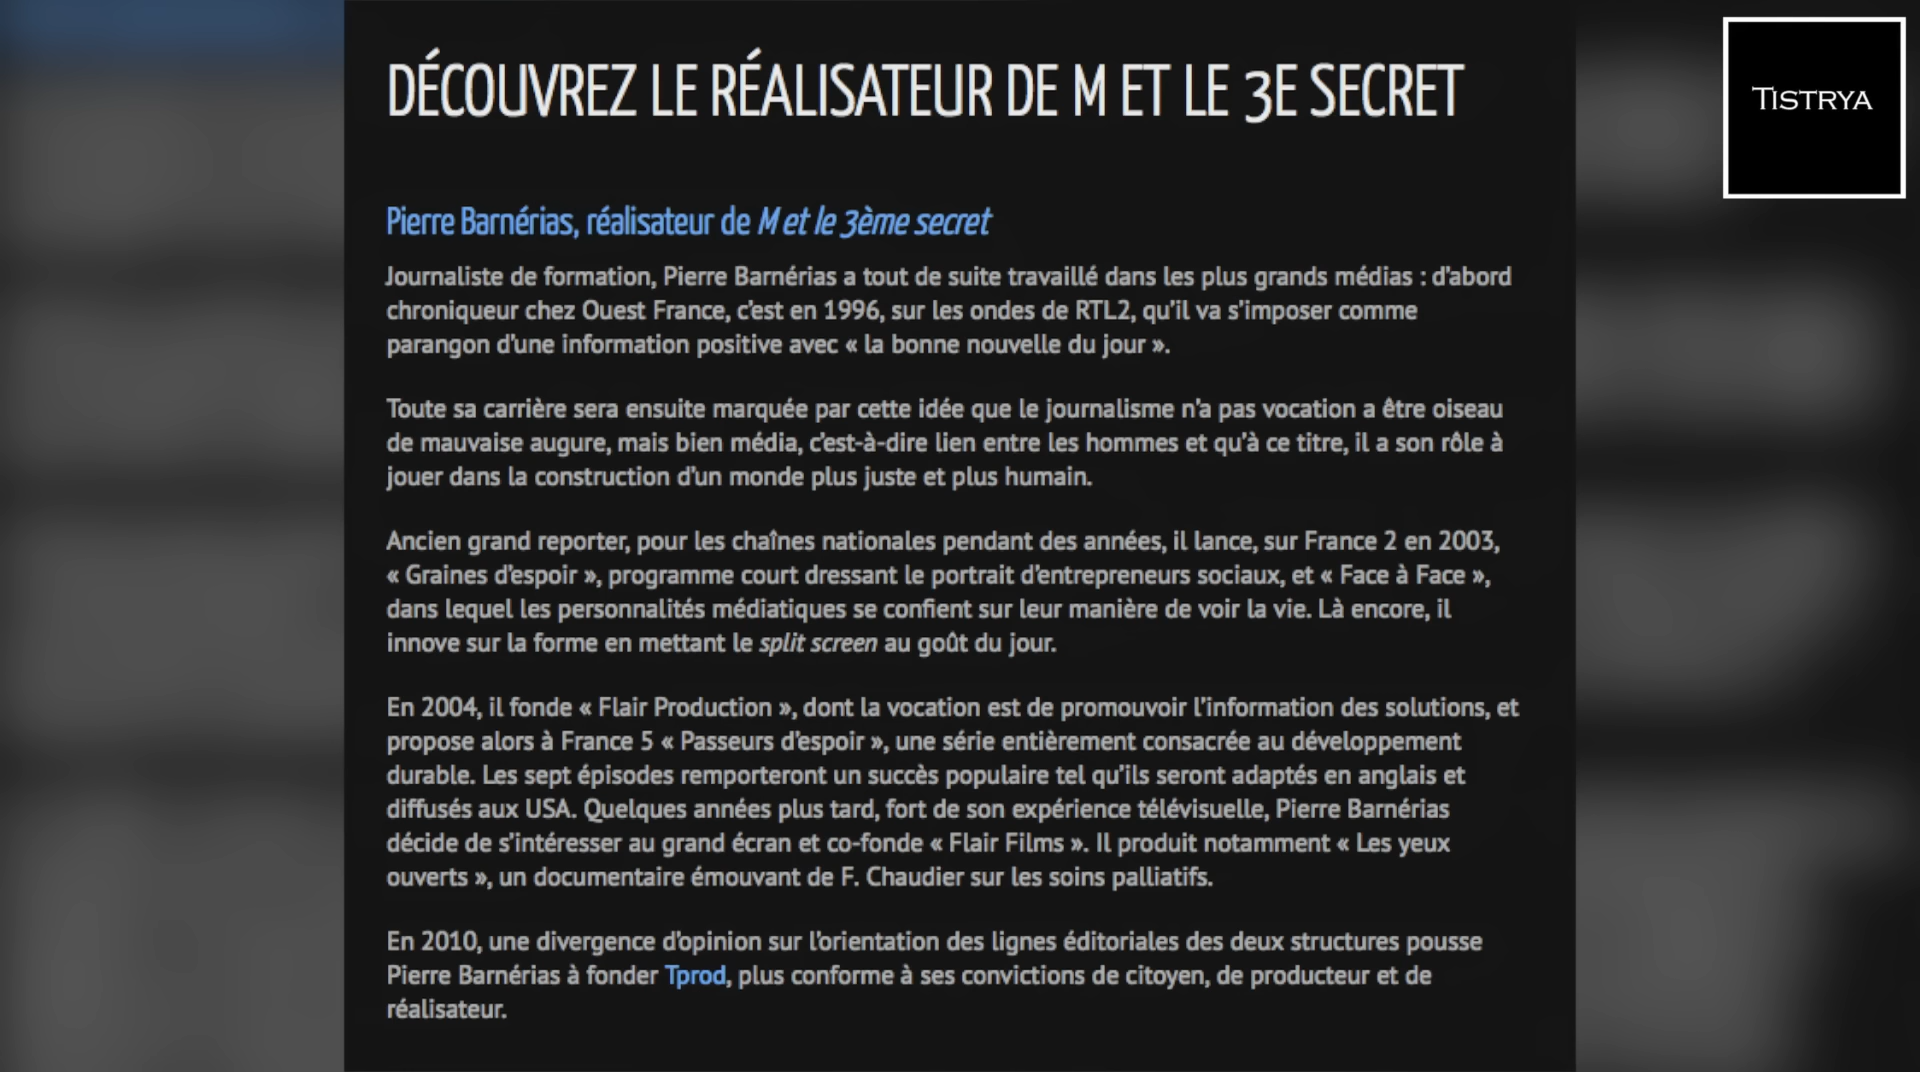 DÉCOUVREZ LE RÉALISATEUR DE M ET LE 3E SECRET
TISTRYA
Pierre Barnérias, réalisateur de M et le 3ème secret
Journaliste de formation, Pierre Barnérias a tout de suite travaillé dans les plus grands médias : d'abord
chroniqueur chez Ouest France, c'est en 1996, sur les ondes de RTL2, qu'il va s'imposer comme
parangon d'une information positive avec « la bonne nouvelle du jour ».
Toute sa carrière sera ensuite marquée par cette idée que le journalisme n'a pas vocation a être oiseau
de mauvaise augure, mais bien média, c'est-à-dire lien entre les hommes et qu'à ce titre, il a son rôle à
jouer dans la construction d'un monde plus juste et plus humain.
Ancien grand reporter, pour les chaînes nationales pendant des années, il lance, sur France 2 en 2003,
« Graines d'espoir », programme court dressant le portrait d'entrepreneurs sociaux, et « Face à Face »,
dans lequel les personnalités médiatiques se confient sur leur manière de voir la vie. Là encore, il
innove sur la forme en mettant le split screen au goût du jour.
En 2004, il fonde « Flair Production », dont la vocation est de promouvoir l'information des solutions, et
propose alors à France 5 « Passeurs d'espoir », une série entièrement consacrée au développement
durable. Les sept épisodes remporteront un succès populaire tel qu'ils seront adaptés en anglais et
diffusés aux USA. Quelques années plus tard, fort de son expérience télévisuelle, Pierre Barnérias
décide de s'intéresser au grand écran et co-fonde « Flair Films ». Il produit notamment « Les yeux
ouverts », un documentaire émouvant de F. Chaudier sur les soins palliatifs.
En 2010, une divergence d'opinion sur l'orientation des lignes éditoriales des deux structures pousse
Pierre Barnérias à fonder Tprod, plus conforme à ses convictions de citoyen, de producteur et de
réalisateur.